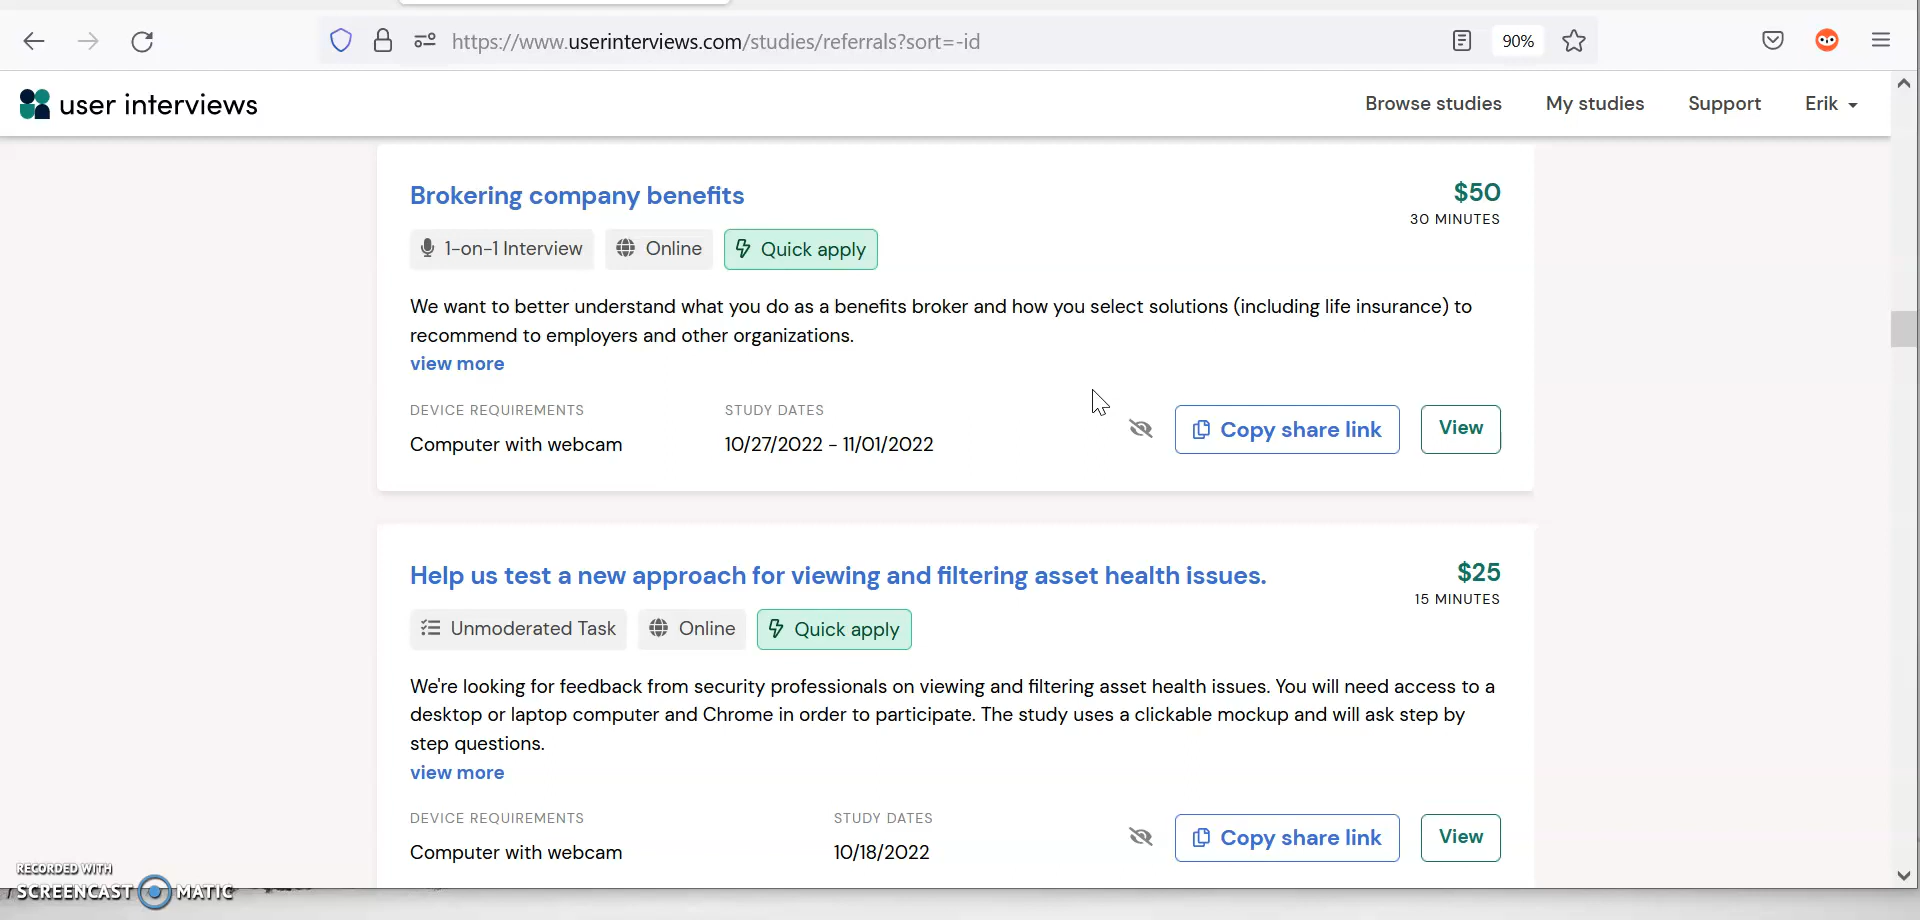 https://www.userinterviews.com/studies/referrals?sort=-id
90%
user interviews
Browse studies
My studies
Support
Erik
Brokering company benefits
$50
30 MINUTES
1-on-1 Interview
Online
Quick apply
We want to better understand what you do as a benefits broker and how you select solutions (including life insurance) to
recommend to employers and other organizations.
view more
DEVICE REQUIREMENTS
Computer with webcam
STUDY DATES
10/27/2022 - 11/01/2022
Copy share link
View
Help us test a new approach for viewing and filtering asset health issues.
$25
15 MINUTES
Unmoderated Task
Online
Quick apply
We're looking for feedback from security professionals on viewing and filtering asset health issues. You will need access to a
desktop or laptop computer and Chrome in order to participate. The study uses a clickable mockup and will ask step by
step questions.
view more
DEVICE REQUIREMENTS
Computer with webcam
STUDY DATES
10/18/2022
Copy share link
View
RECORDED WITH
SCREENCAST MATIC